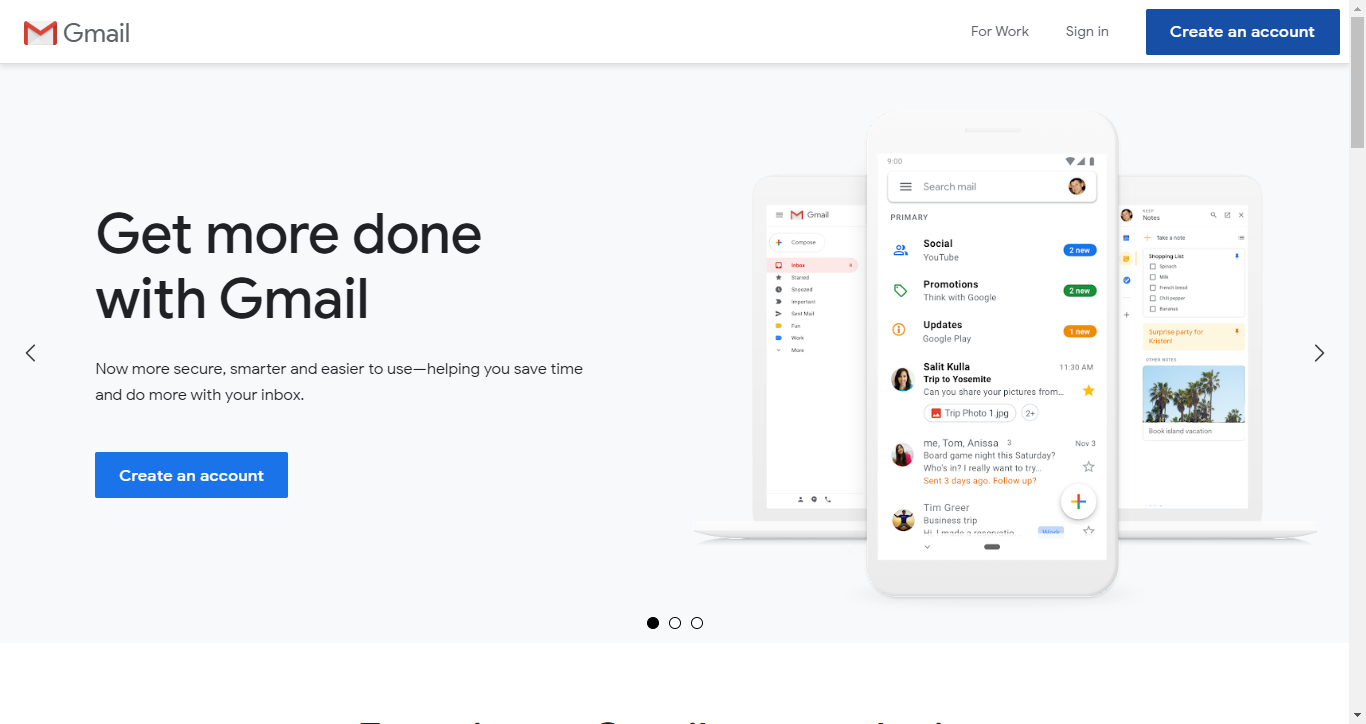 Gmail
For Work
Sign in
Create an account
Get more done
with Gmail
Now more secure, smarter and easier to use—helping you save time
and do more with your inbox.
Create an account
Gmail
Compose
Inbox
Starred
Snoozed
Important
Sent Mail
Fun
Work
More
9:00
Search mail
PRIMARY
Social
YouTube
2 new
Promotions
Think with Google
2 new
Updates
Google Play
1 new
Salit Kulla
11:30 AM
Trip to Yosemite
Can you share your pictures from...
Trip Photo 1.jpg
2+
me, Tom, Anissa 3
Nov 3
Board game night this Saturday?
Who's in? I really want to try...
Sent 3 days ago. Follow up?
Tim Greer
Business trip
Hi, I made a reservatio
Work
KEEP
Notes
Take a note
Shopping List
Spinach
Milk
French bread
Chili pepper
Bananas
Surprise party for
Kristen!
OTHER NOTES
Book island vacation